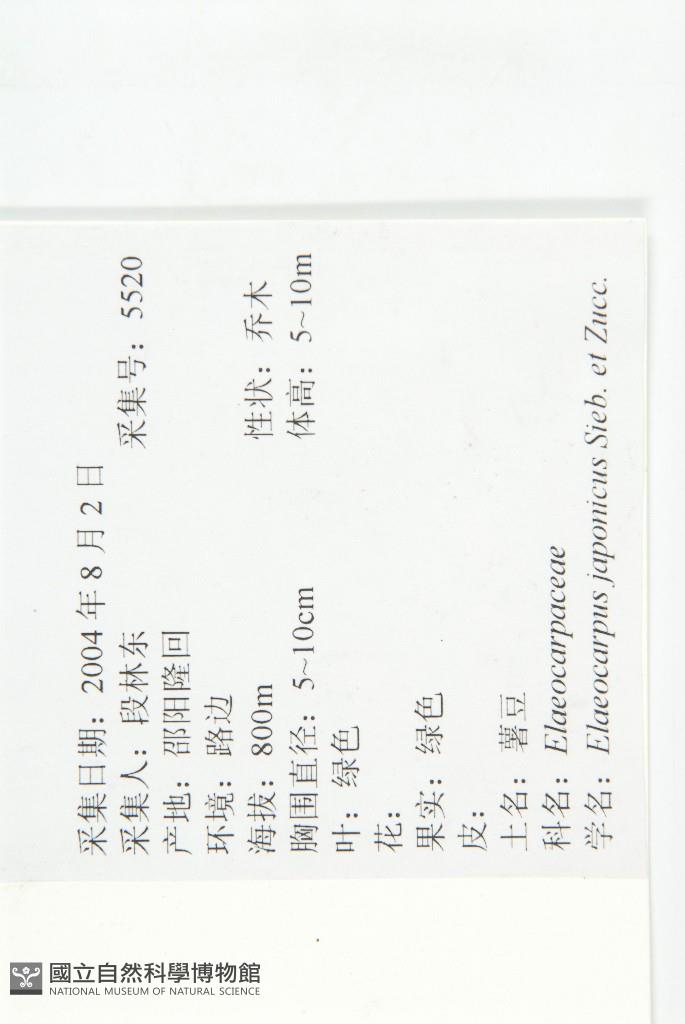 采集日期：2004 年 8 月 2 日
采集人：段林东 采集号：5520
产地：邵阳隆回
环境：路边
海拔：800m 性状：乔木
胸围直径：5~10cm 体高：5~10m
叶：绿色
花：
果实：绿色
皮：
土名：薯豆
科名：Elaeocarpaceae
学名：Elaeocarpus japonicus Sieb. et Zucc.
國立自然科學博物館
NATIONAL MUSEUM OF NATURAL SCIENCE